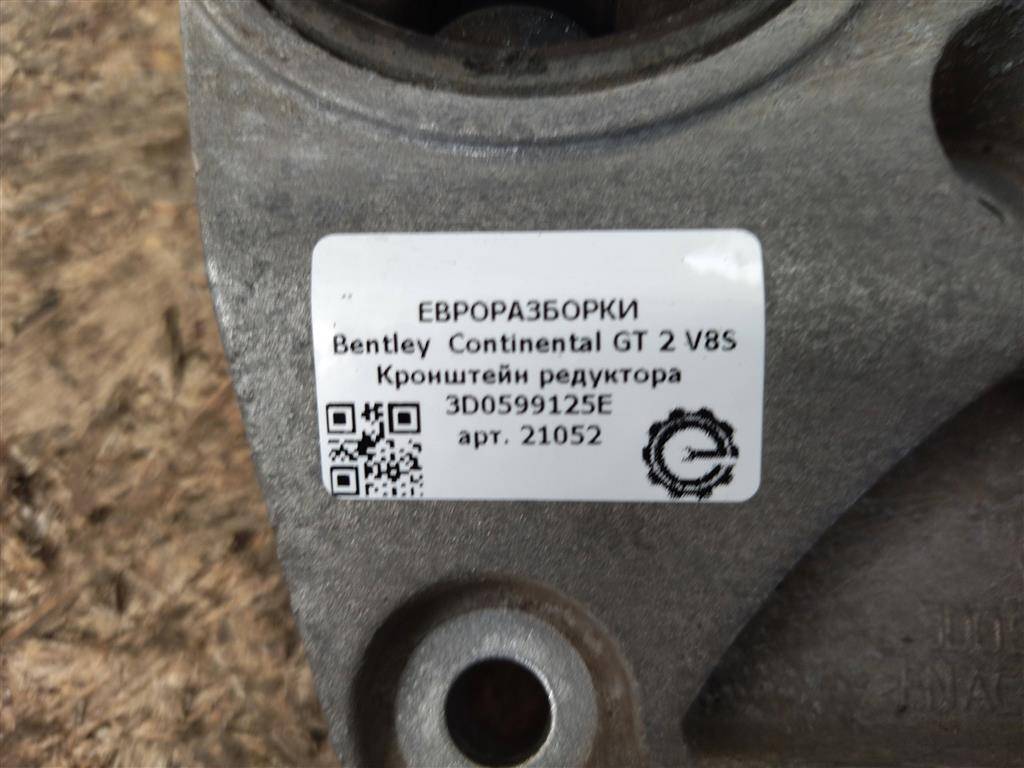 ЕВРОРАЗБОРКИ
Bentley Continental GT 2 V8S
Кронштейн редуктора
3D0599125E
арт. 21052